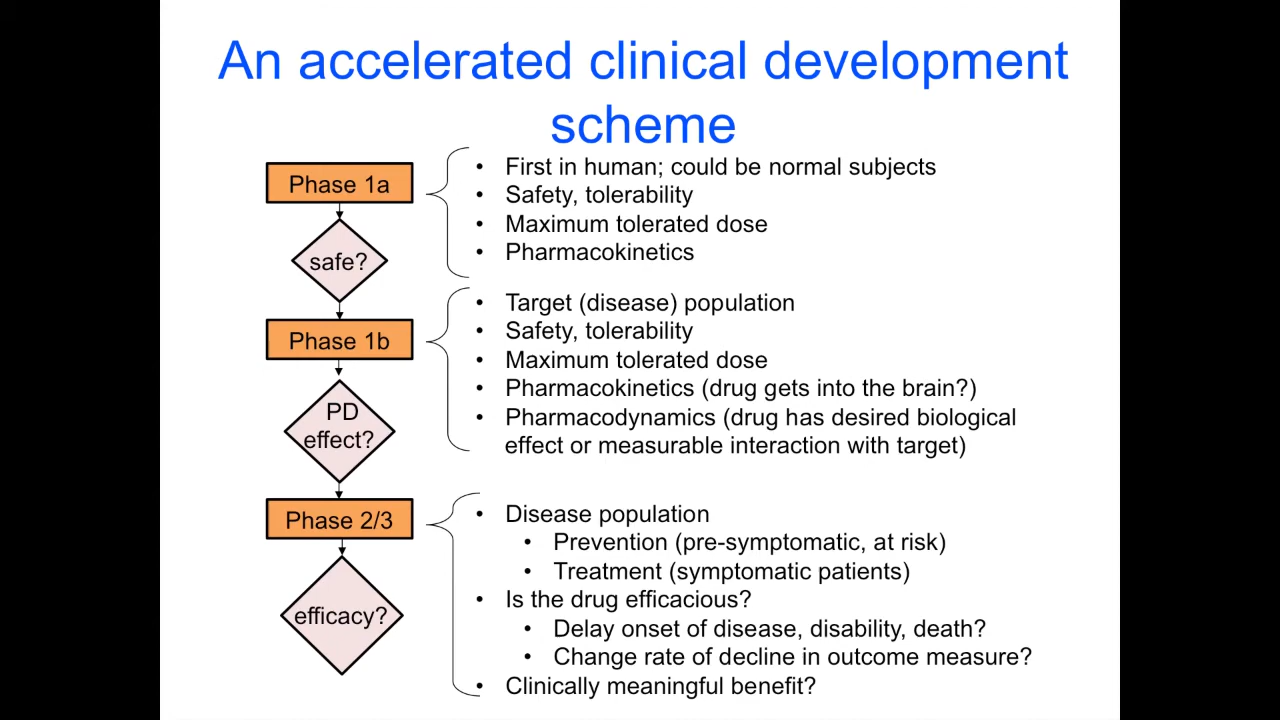 An accelerated clinical development
scheme
Phase 1a
• First in human; could be normal subjects
• Safety, tolerability
• Maximum tolerated dose
• Pharmacokinetics
safe?
Phase 1b
• Target (disease) population
• Safety, tolerability
• Maximum tolerated dose
• Pharmacokinetics (drug gets into the brain?)
• Pharmacodynamics (drug has desired biological
effect or measurable interaction with target)
PD
effect?
Phase 2/3
• Disease population
• Prevention (pre-symptomatic, at risk)
• Treatment (symptomatic patients)
• Is the drug efficacious?
• Delay onset of disease, disability, death?
• Change rate of decline in outcome measure?
• Clinically meaningful benefit?
efficacy?